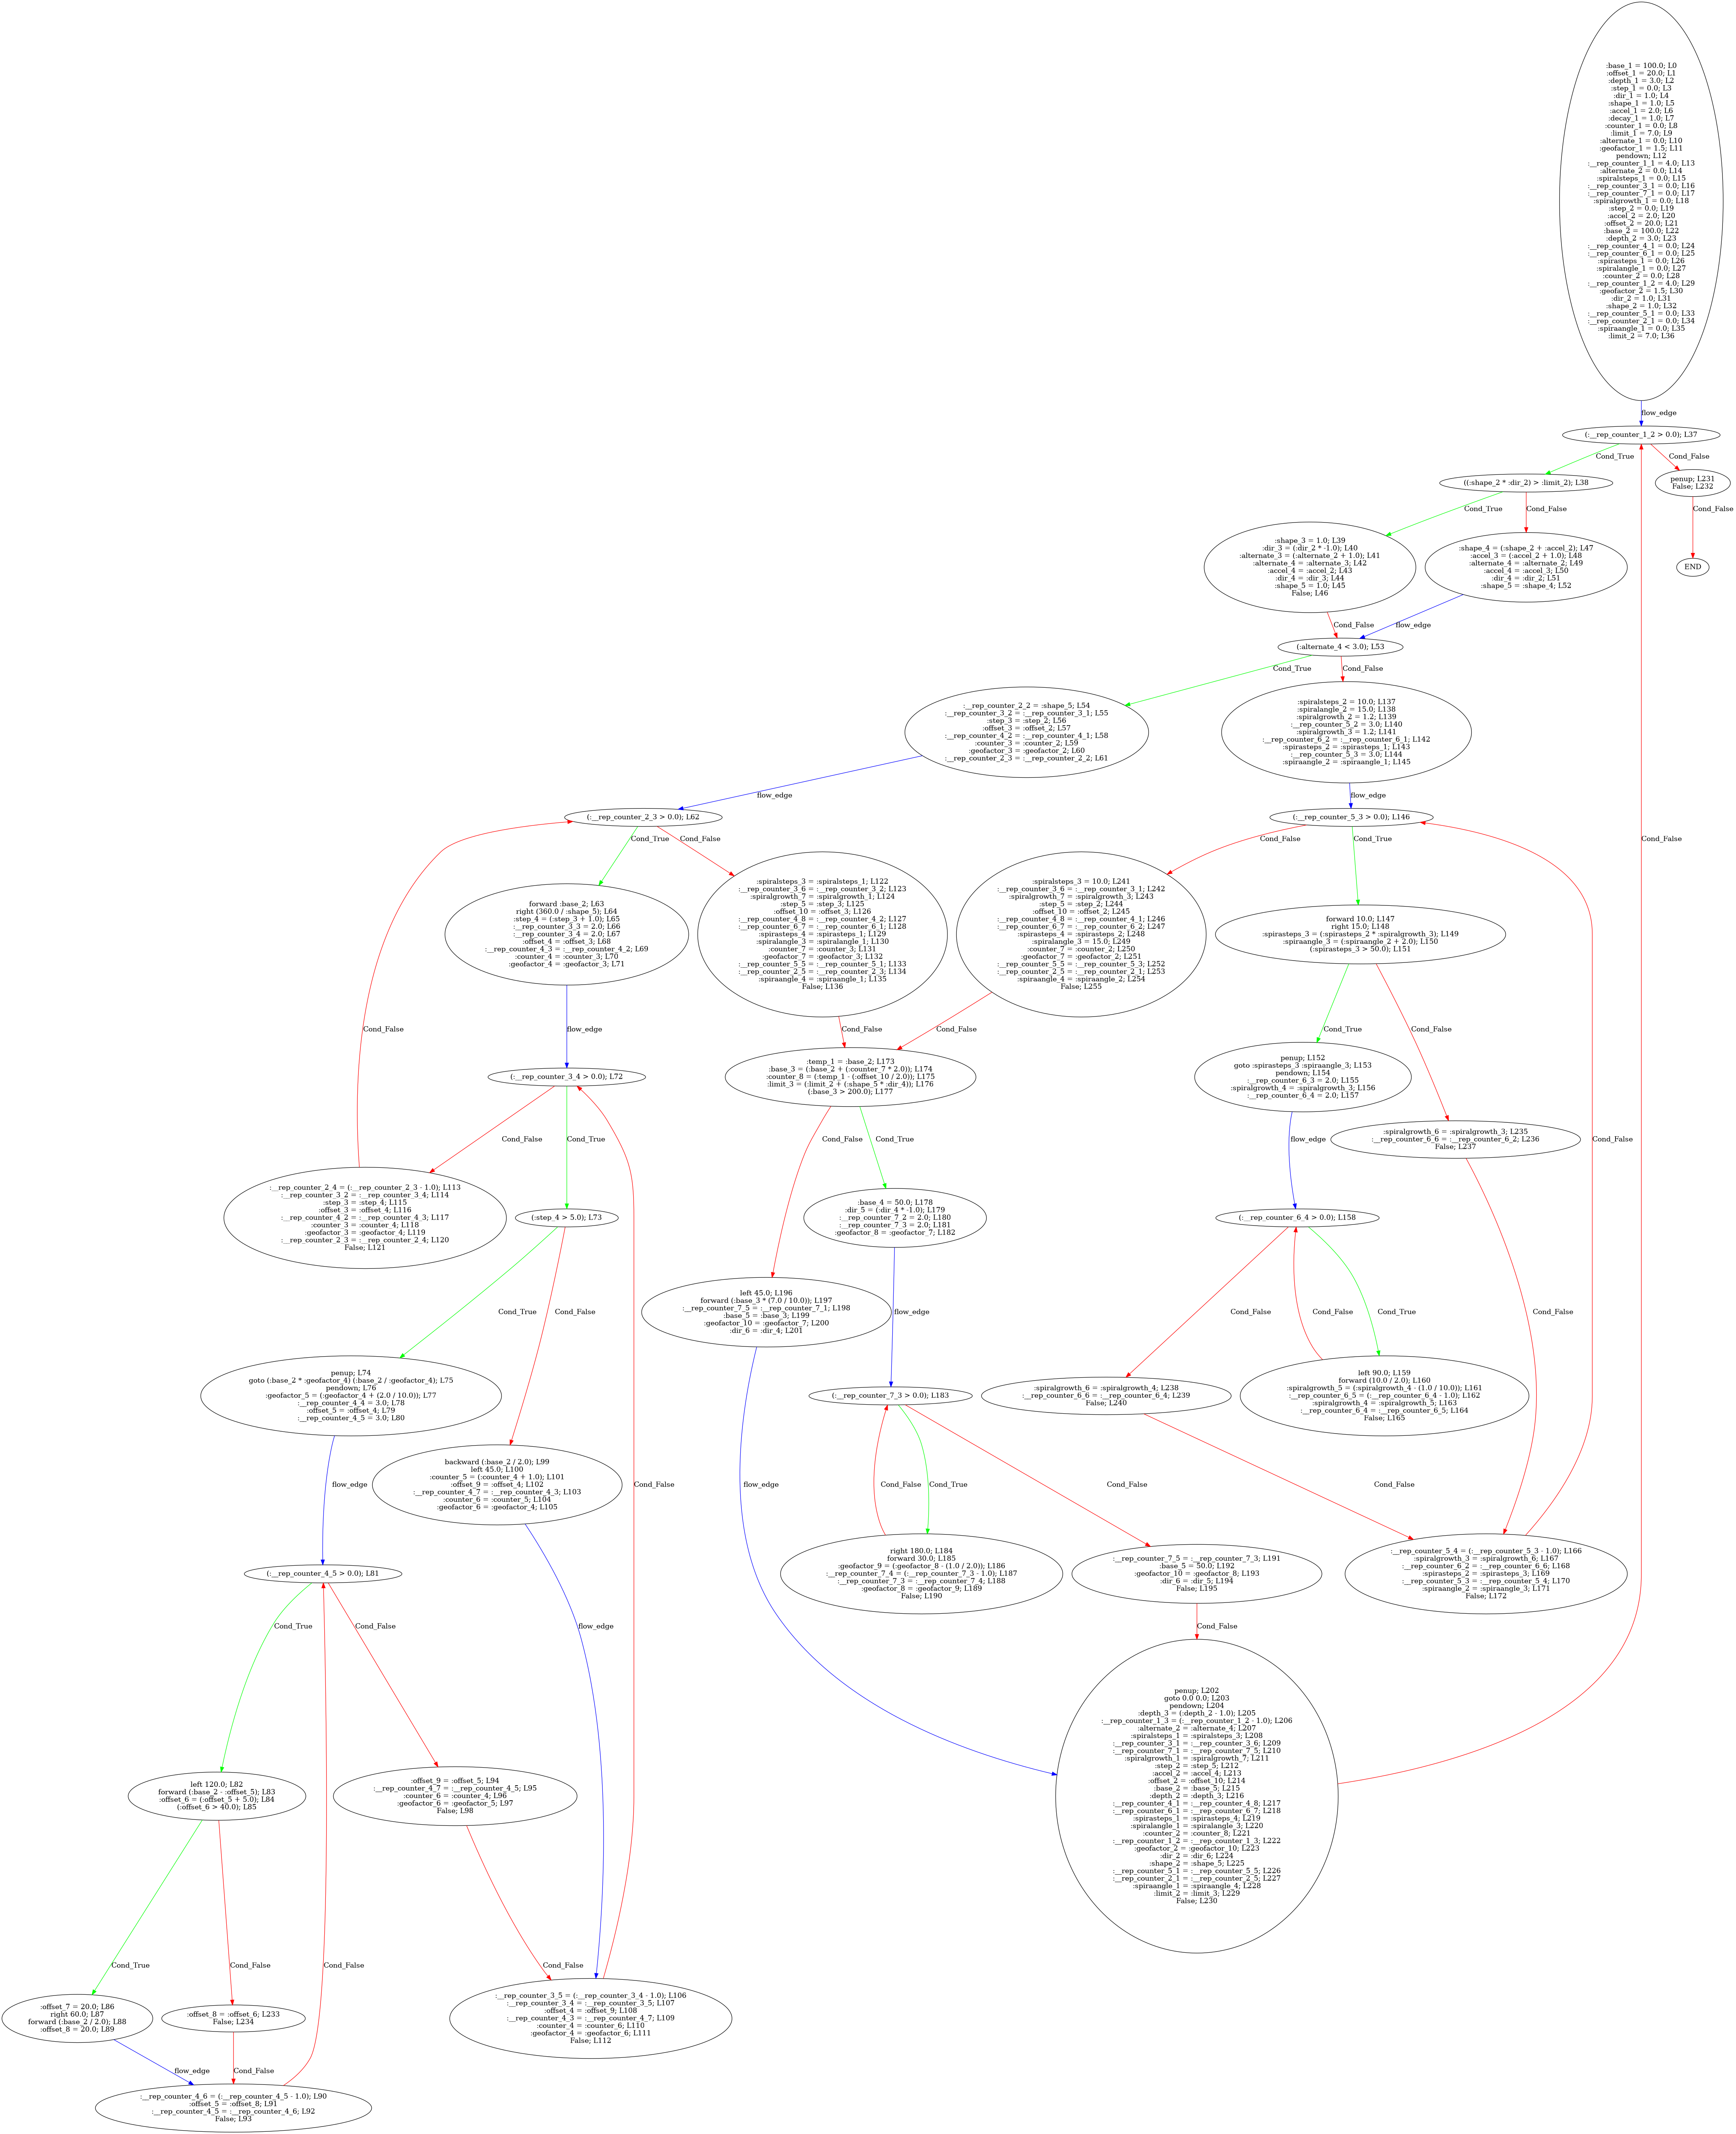 :base_1 = 100.0; L0
:offset_1 = 20.0; L1
:depth_1 = 3.0; L2
:step_1 = 0.0; L3
:dir_1 = 1.0; L4
:shape_1 = 1.0; L5
:accel_1 = 2.0; L6
:decay_1 = 1.0; L7
:counter_1 = 0.0; L8
:limit_1 = 7.0; L9
:alternate_1 = 0.0; L10
:geofactor_1 = 1.5; L11
pendown; L12
:__rep_counter_1_1 = 4.0; L13
:alternate_2 = 0.0; L14
:spiralsteps_1 = 0.0; L15
:__rep_counter_3_1 = 0.0; L16
:__rep_counter_7_1 = 0.0; L17
:spiralgrowth_1 = 0.0; L18
:step_2 = 0.0; L19
:accel_2 = 2.0; L20
:offset_2 = 20.0; L21
:base_2 = 100.0; L22
:depth_2 = 3.0; L23
:__rep_counter_4_1 = 0.0; L24
:__rep_counter_6_1 = 0.0; L25
:spirasteps_1 = 0.0; L26
:spiralangle_1 = 0.0; L27
:counter_2 = 0.0; L28
:__rep_counter_1_2 = 4.0; L29
:geofactor_2 = 1.5; L30
:dir_2 = 1.0; L31
:shape_2 = 1.0; L32
:__rep_counter_5_1 = 0.0; L33
:__rep_counter_2_1 = 0.0; L34
:spiraangle_1 = 0.0; L35
:limit_2 = 7.0; L36
flow_edge
(:__rep_counter_1_2 > 0.0); L37
Cond_True
Cond_False
((:shape_2 * :dir_2) > :limit_2); L38
penup; L231
False; L232
Cond_True
Cond_False
Cond_False
:shape_3 = 1.0; L39
:dir_3 = (:dir_2 * -1.0); L40
:alternate_3 = (:alternate_2 + 1.0); L41
:alternate_4 = :alternate_3; L42
:accel_4 = :accel_2; L43
:dir_4 = :dir_3; L44
:shape_5 = 1.0; L45
False; L46
:shape_4 = (:shape_2 + :accel_2); L47
:accel_3 = (:accel_2 + 1.0); L48
:alternate_4 = :alternate_2; L49
:accel_4 = :accel_3; L50
:dir_4 = :dir_2; L51
:shape_5 = :shape_4; L52
END
Cond_False
flow_edge
(:alternate_4 < 3.0); L53
Cond_True
Cond_False
:__rep_counter_2_2 = :shape_5; L54
:__rep_counter_3_2 = :__rep_counter_3_1; L55
:step_3 = :step_2; L56
:offset_3 = :offset_2; L57
:__rep_counter_4_2 = :__rep_counter_4_1; L58
:counter_3 = :counter_2; L59
:geofactor_3 = :geofactor_2; L60
:__rep_counter_2_3 = :__rep_counter_2_2; L61
:spiralsteps_2 = 10.0; L137
:spiralangle_2 = 15.0; L138
:spiralgrowth_2 = 1.2; L139
:__rep_counter_5_2 = 3.0; L140
:spiralgrowth_3 = 1.2; L141
:__rep_counter_6_2 = :__rep_counter_6_1; L142
:spirasteps_2 = :spirasteps_1; L143
:__rep_counter_5_3 = 3.0; L144
:spiraangle_2 = :spiraangle_1; L145
flow_edge
flow_edge
(:__rep_counter_2_3 > 0.0); L62
(:__rep_counter_5_3 > 0.0); L146
Cond_True
Cond_False
Cond_False
Cond_True
Cond_False
forward :base_2; L63
right (360.0 / :shape_5); L64
:step_4 = (:step_3 + 1.0); L65
:__rep_counter_3_3 = 2.0; L66
:__rep_counter_3_4 = 2.0; L67
:offset_4 = :offset_3; L68
:__rep_counter_4_3 = :__rep_counter_4_2; L69
:counter_4 = :counter_3; L70
:geofactor_4 = :geofactor_3; L71
:spiralsteps_3 = :spiralsteps_1; L122
:__rep_counter_3_6 = :__rep_counter_3_2; L123
:spiralgrowth_7 = :spiralgrowth_1; L124
:step_5 = :step_3; L125
:offset_10 = :offset_3; L126
:__rep_counter_4_8 = :__rep_counter_4_2; L127
:__rep_counter_6_7 = :__rep_counter_6_1; L128
:spirasteps_4 = :spirasteps_1; L129
:spiralangle_3 = :spiralangle_1; L130
:counter_7 = :counter_3; L131
:geofactor_7 = :geofactor_3; L132
:__rep_counter_5_5 = :__rep_counter_5_1; L133
:__rep_counter_2_5 = :__rep_counter_2_3; L134
:spiraangle_4 = :spiraangle_1; L135
False; L136
:spiralsteps_3 = 10.0; L241
:__rep_counter_3_6 = :__rep_counter_3_1; L242
:spiralgrowth_7 = :spiralgrowth_3; L243
:step_5 = :step_2; L244
:offset_10 = :offset_2; L245
:__rep_counter_4_8 = :__rep_counter_4_1; L246
:__rep_counter_6_7 = :__rep_counter_6_2; L247
:spirasteps_4 = :spirasteps_2; L248
:spiralangle_3 = 15.0; L249
:counter_7 = :counter_2; L250
:geofactor_7 = :geofactor_2; L251
:__rep_counter_5_5 = :__rep_counter_5_3; L252
:__rep_counter_2_5 = :__rep_counter_2_1; L253
:spiraangle_4 = :spiraangle_2; L254
False; L255
forward 10.0; L147
right 15.0; L148
:spirasteps_3 = (:spirasteps_2 * :spiralgrowth_3); L149
:spiraangle_3 = (:spiraangle_2 + 2.0); L150
(:spirasteps_3 > 50.0); L151
Cond_False
flow_edge
Cond_False
Cond_False
Cond_True
Cond_False
(:__rep_counter_3_4 > 0.0); L72
:temp_1 = :base_2; L173
:base_3 = (:base_2 + (:counter_7 * 2.0)); L174
:counter_8 = (:temp_1 - (:offset_10 / 2.0)); L175
:limit_3 = (:limit_2 + (:shape_5 * :dir_4)); L176
(:base_3 > 200.0); L177
penup; L152
goto :spirasteps_3 :spiraangle_3; L153
pendown; L154
:__rep_counter_6_3 = 2.0; L155
:spiralgrowth_4 = :spiralgrowth_3; L156
:__rep_counter_6_4 = 2.0; L157
Cond_False
Cond_True
Cond_False
Cond_True
flow_edge
:spiralgrowth_6 = :spiralgrowth_3; L235
:__rep_counter_6_6 = :__rep_counter_6_2; L236
False; L237
Cond_False
:__rep_counter_2_4 = (:__rep_counter_2_3 - 1.0); L113
:__rep_counter_3_2 = :__rep_counter_3_4; L114
:step_3 = :step_4; L115
:offset_3 = :offset_4; L116
:__rep_counter_4_2 = :__rep_counter_4_3; L117
:counter_3 = :counter_4; L118
:geofactor_3 = :geofactor_4; L119
:__rep_counter_2_3 = :__rep_counter_2_4; L120
False; L121
(:step_4 > 5.0); L73
:base_4 = 50.0; L178
:dir_5 = (:dir_4 * -1.0); L179
:__rep_counter_7_2 = 2.0; L180
:__rep_counter_7_3 = 2.0; L181
:geofactor_8 = :geofactor_7; L182
(:__rep_counter_6_4 > 0.0); L158
Cond_True
Cond_False
left 45.0; L196
forward (:base_3 * (7.0 / 10.0)); L197
:__rep_counter_7_5 = :__rep_counter_7_1; L198
:base_5 = :base_3; L199
:geofactor_10 = :geofactor_7; L200
:dir_6 = :dir_4; L201
flow_edge
Cond_False
Cond_False
Cond_True
Cond_False
penup; L74
goto (:base_2 * :geofactor_4) (:base_2 / :geofactor_4); L75
pendown; L76
:geofactor_5 = (:geofactor_4 + (2.0 / 10.0)); L77
:__rep_counter_4_4 = 3.0; L78
:offset_5 = :offset_4; L79
:__rep_counter_4_5 = 3.0; L80
(:__rep_counter_7_3 > 0.0); L183
:spiralgrowth_6 = :spiralgrowth_4; L238
:__rep_counter_6_6 = :__rep_counter_6_4; L239
False; L240
left 90.0; L159
forward (10.0 / 2.0); L160
:spiralgrowth_5 = (:spiralgrowth_4 - (1.0 / 10.0)); L161
:__rep_counter_6_5 = (:__rep_counter_6_4 - 1.0); L162
:spiralgrowth_4 = :spiralgrowth_5; L163
:__rep_counter_6_4 = :__rep_counter_6_5; L164
False; L165
flow_edge
backward (:base_2 / 2.0); L99
left 45.0; L100
:counter_5 = (:counter_4 + 1.0); L101
:offset_9 = :offset_4; L102
:__rep_counter_4_7 = :__rep_counter_4_3; L103
:counter_6 = :counter_5; L104
:geofactor_6 = :geofactor_4; L105
Cond_False
flow_edge
Cond_False
Cond_True
Cond_False
Cond_False
(:__rep_counter_4_5 > 0.0); L81
right 180.0; L184
forward 30.0; L185
:geofactor_9 = (:geofactor_8 - (1.0 / 2.0)); L186
:__rep_counter_7_4 = (:__rep_counter_7_3 - 1.0); L187
:__rep_counter_7_3 = :__rep_counter_7_4; L188
:geofactor_8 = :geofactor_9; L189
False; L190
:__rep_counter_7_5 = :__rep_counter_7_3; L191
:base_5 = 50.0; L192
:geofactor_10 = :geofactor_8; L193
:dir_6 = :dir_5; L194
False; L195
:__rep_counter_5_4 = (:__rep_counter_5_3 - 1.0); L166
:spiralgrowth_3 = :spiralgrowth_6; L167
:__rep_counter_6_2 = :__rep_counter_6_6; L168
:spirasteps_2 = :spirasteps_3; L169
:__rep_counter_5_3 = :__rep_counter_5_4; L170
:spiraangle_2 = :spiraangle_3; L171
False; L172
Cond_True
Cond_False
flow_edge
Cond_False
left 120.0; L82
forward (:base_2 - :offset_5); L83
:offset_6 = (:offset_5 + 5.0); L84
(:offset_6 > 40.0); L85
:offset_9 = :offset_5; L94
:__rep_counter_4_7 = :__rep_counter_4_5; L95
:counter_6 = :counter_4; L96
:geofactor_6 = :geofactor_5; L97
False; L98
penup; L202
goto 0.0 0.0; L203
pendown; L204
:depth_3 = (:depth_2 - 1.0); L205
:__rep_counter_1_3 = (:__rep_counter_1_2 - 1.0); L206
:alternate_2 = :alternate_4; L207
:spiralsteps_1 = :spiralsteps_3; L208
:__rep_counter_3_1 = :__rep_counter_3_6; L209
:__rep_counter_7_1 = :__rep_counter_7_5; L210
:spiralgrowth_1 = :spiralgrowth_7; L211
:step_2 = :step_5; L212
:accel_2 = :accel_4; L213
:offset_2 = :offset_10; L214
:base_2 = :base_5; L215
:depth_2 = :depth_3; L216
:__rep_counter_4_1 = :__rep_counter_4_8; L217
:__rep_counter_6_1 = :__rep_counter_6_7; L218
:spirasteps_1 = :spirasteps_4; L219
:spiralangle_1 = :spiralangle_3; L220
:counter_2 = :counter_8; L221
:__rep_counter_1_2 = :__rep_counter_1_3; L222
:geofactor_2 = :geofactor_10; L223
:dir_2 = :dir_6; L224
:shape_2 = :shape_5; L225
:__rep_counter_5_1 = :__rep_counter_5_5; L226
:__rep_counter_2_1 = :__rep_counter_2_5; L227
:spiraangle_1 = :spiraangle_4; L228
:limit_2 = :limit_3; L229
False; L230
Cond_True
Cond_False
Cond_False
Cond_False
:offset_7 = 20.0; L86
right 60.0; L87
forward (:base_2 / 2.0); L88
:offset_8 = 20.0; L89
:offset_8 = :offset_6; L233
False; L234
:__rep_counter_3_5 = (:__rep_counter_3_4 - 1.0); L106
:__rep_counter_3_4 = :__rep_counter_3_5; L107
:offset_4 = :offset_9; L108
:__rep_counter_4_3 = :__rep_counter_4_7; L109
:counter_4 = :counter_6; L110
:geofactor_4 = :geofactor_6; L111
False; L112
flow_edge
Cond_False
:__rep_counter_4_6 = (:__rep_counter_4_5 - 1.0); L90
:offset_5 = :offset_8; L91
:__rep_counter_4_5 = :__rep_counter_4_6; L92
False; L93